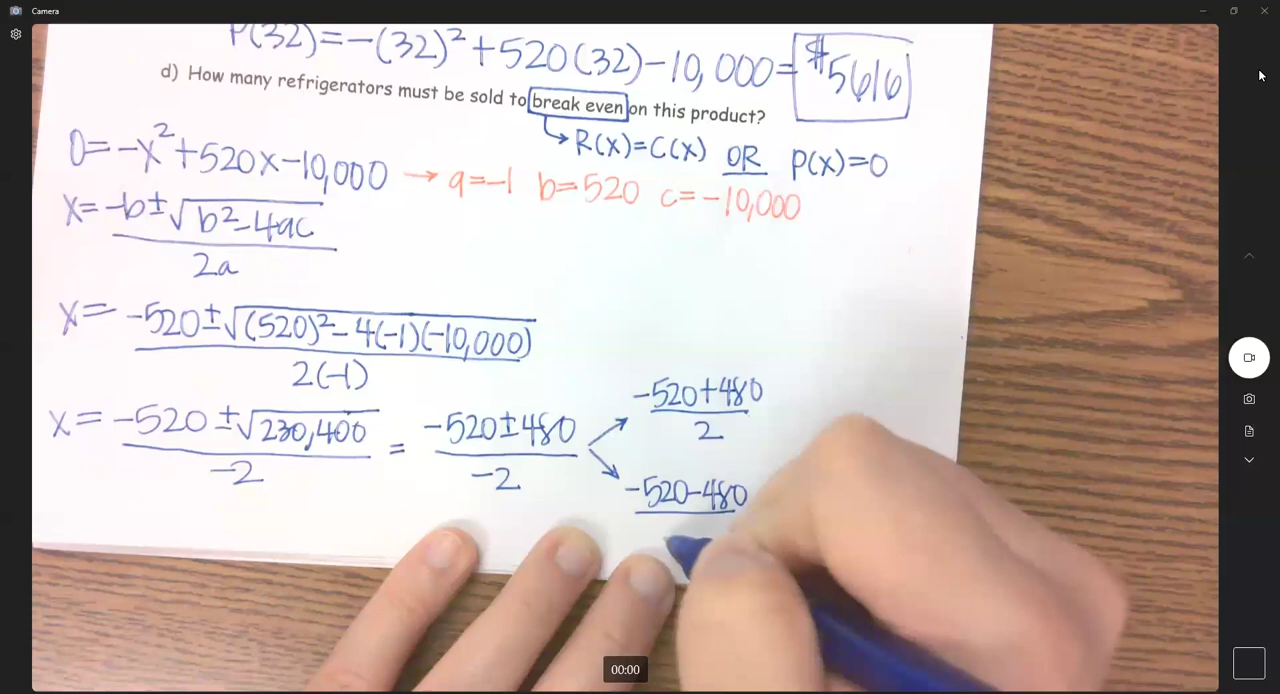 Camera
P(32)=-(32)²+520(32)-10,000=$5616
d) How many refrigerators must be sold to break even on this product?
R(x)=C(x) OR P(x)=0
0=-x²+520x-10,000 → a=-1 b=520 c=-10,000
x=-b±√b²-4ac
2a
x=-520±√(520)²-4(-1)(-10,000)
2(-1)
-520+480
2
x=-520±√230,400 = -520±480
-2 -2
-520-480
00:00